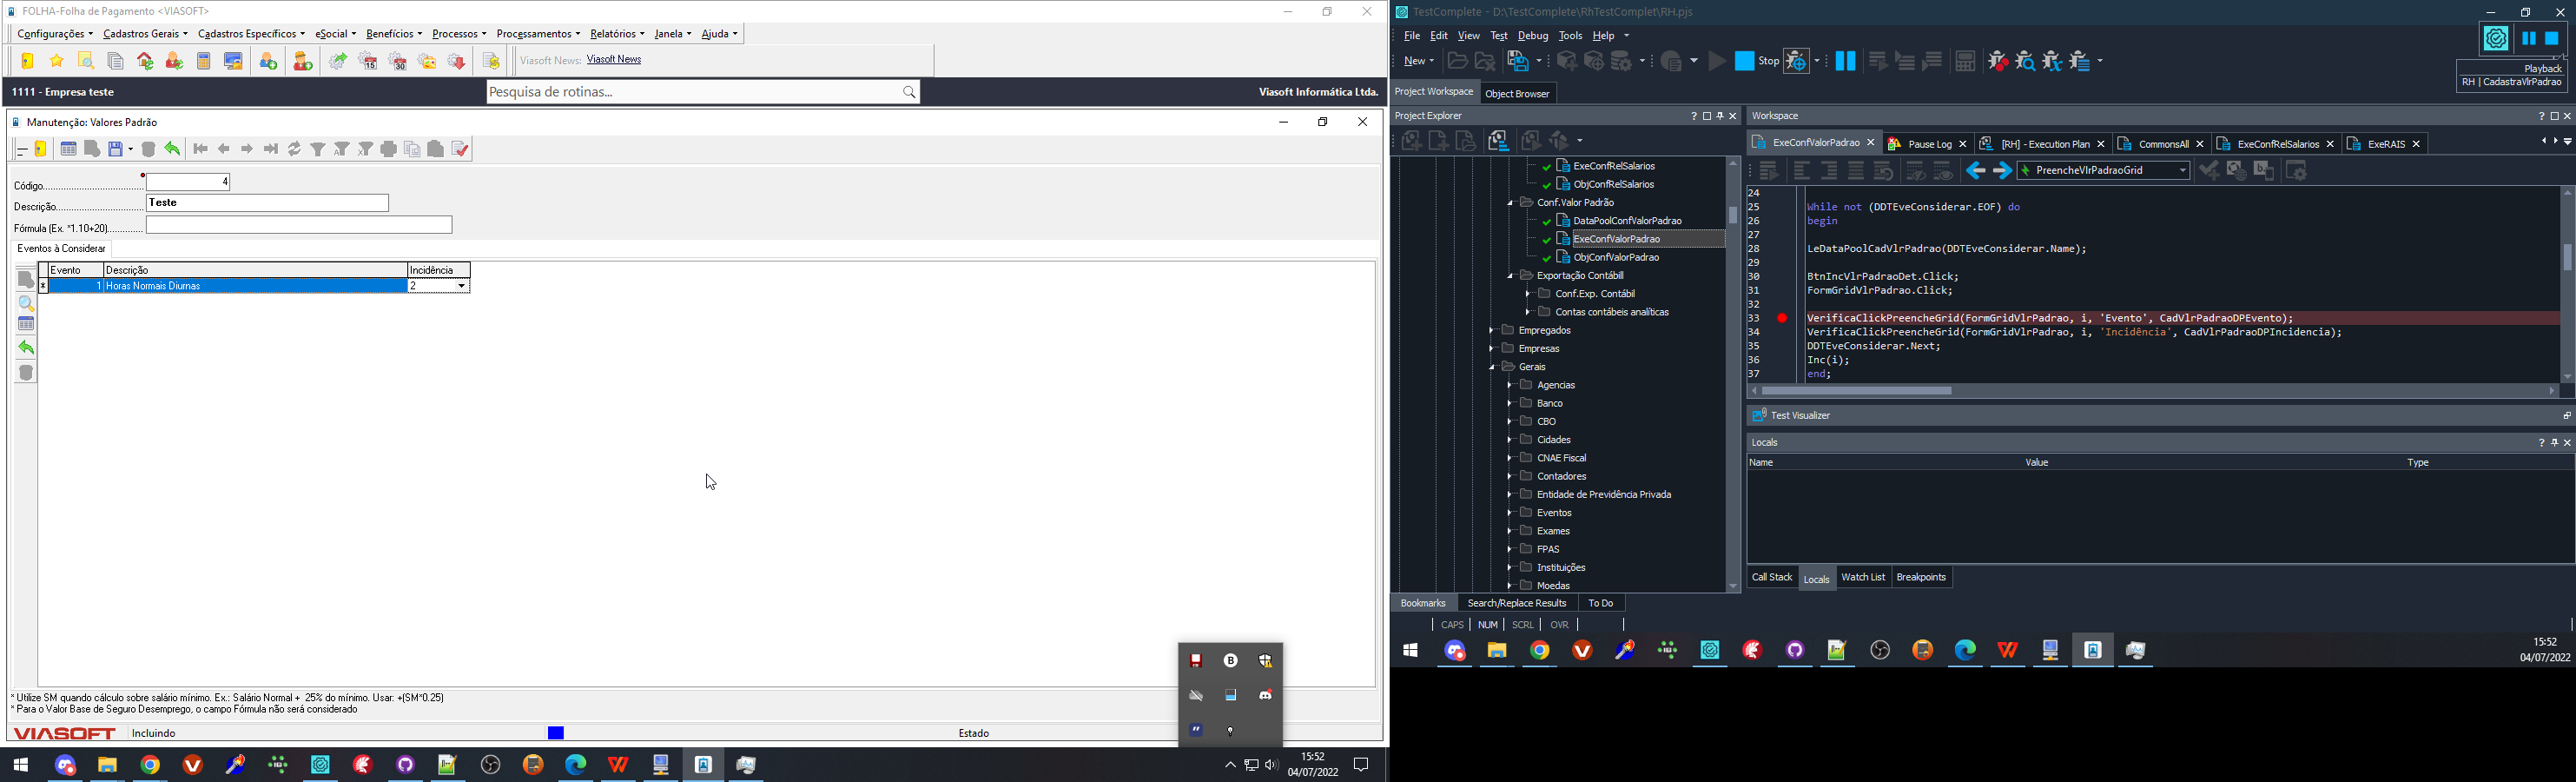 FOLHA-Folha de Pagamento <VIASOFT>
Configurações Cadastros Gerais Cadastros Específicos eSocial Benefícios Processos Processamentos Relatórios Janela Ajuda
Viasoft News: Viasoft News
1111 - Empresa teste
Pesquisa de rotinas...
Viasoft Informática Ltda.
Manutenção: Valores Padrão
Código................................... 4
Descrição............................... Teste
Fórmula (Ex. *1.10+20).............
Eventos à Considerar
Evento Descrição Incidência
1 Horas Normais Diurnas 2
* Utilize SM quando cálculo sobre salário mínimo. Ex.: Salário Normal + 25% do mínimo. Usar: +(SM*0.25)
* Para o Valor Base de Seguro Desemprego, o campo Fórmula não será considerado
VIASOFT Incluindo Estado
15:52
04/07/2022
TestComplete - D:\TestComplete\RhTestComplet\RH.pjs
File Edit View Test Debug Tools Help
New Stop
Playback
RH | CadastraVlrPadrao
Project Workspace Object Browser
Project Explorer
ExeConfRelSalarios
ObjConfRelSalarios
Conf.Valor Padrão
DataPoolConfValorPadrao
ExeConfValorPadrao
ObjConfValorPadrao
Exportação Contábill
Conf.Exp. Contábil
Contas contábeis analíticas
Empregados
Empresas
Gerais
Agencias
Banco
CBO
Cidades
CNAE Fiscal
Contadores
Entidade de Previdência Privada
Eventos
Exames
FPAS
Instituições
Moedas
Bookmarks Search/Replace Results To Do
CAPS NUM SCRL OVR
Workspace
ExeConfValorPadrao Pause Log [RH] - Execution Plan CommonsAll ExeConfRelSalarios ExeRAIS
PreencheVlrPadraoGrid
24
25 While not (DDTEveConsiderar.EOF) do
26 begin
27
28 LeDataPoolCadVlrPadrao(DDTEveConsiderar.Name);
29
30 BtnIncVlrPadraoDet.Click;
31 FormGridVlrPadrao.Click;
32
33 VerificaClickPreencheGrid(FormGridVlrPadrao, i, 'Evento', CadVlrPadraoDPEvento);
34 VerificaClickPreencheGrid(FormGridVlrPadrao, i, 'Incidência', CadVlrPadraoDPIncidencia);
35 DDTEveConsiderar.Next;
36 Inc(i);
37 end;
Test Visualizer
Locals
Name Value Type
Call Stack Locals Watch List Breakpoints
15:52
04/07/2022